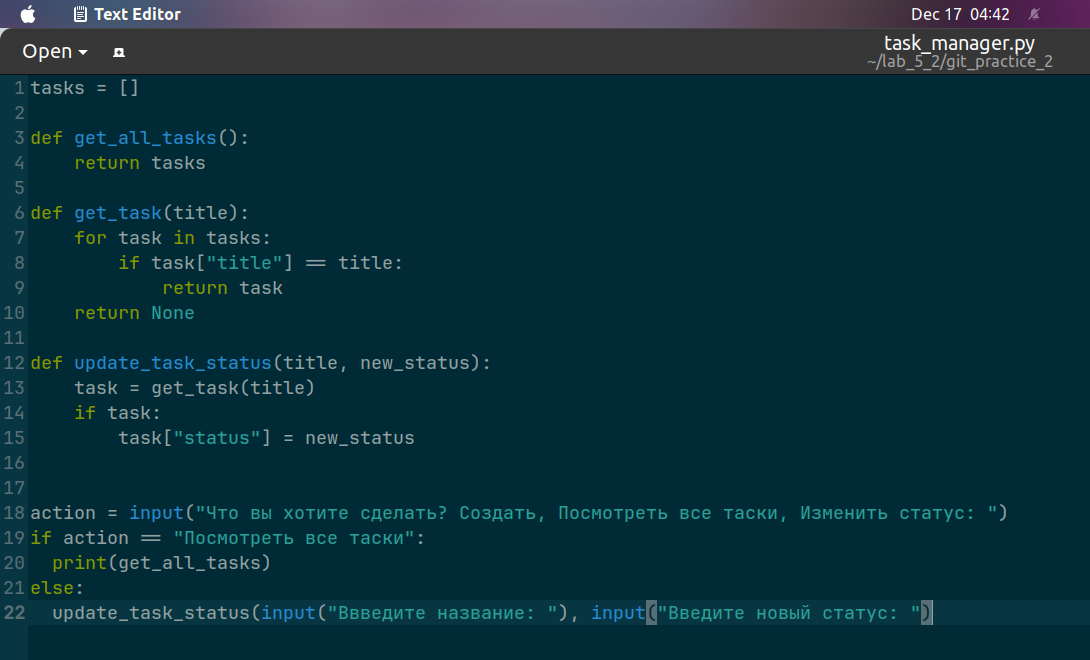 Text Editor
Dec 17 04:42
Open
task_manager.py
~/lab_5_2/git_practice_2
1 tasks = []
2
3 def get_all_tasks():
4     return tasks
5
6 def get_task(title):
7     for task in tasks:
8         if task["title"] == title:
9             return task
10     return None
11
12 def update_task_status(title, new_status):
13     task = get_task(title)
14     if task:
15         task["status"] = new_status
16
17
18 action = input("Что вы хотите сделать? Создать, Посмотреть все таски, Изменить статус: ")
19 if action == "Посмотреть все таски":
20   print(get_all_tasks)
21 else:
22   update_task_status(input("Ввведите название: "), input("Введите новый статус: ")